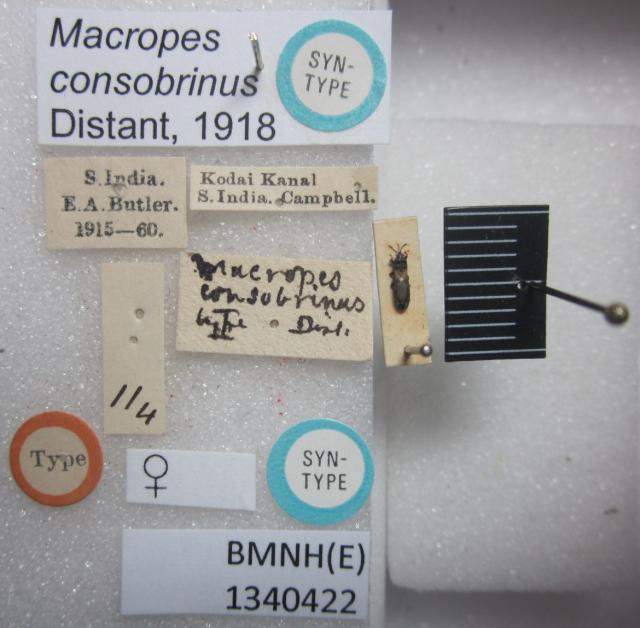 Macropes
consobrinus
Distant, 1918
SYN-
TYPE
S. India.
E.A. Butler.
1915—60.
Kodai Kanal
S. India. Campbell.
Macropes
consobrinus
type Dist.
1/4
Type
♀
SYN-
TYPE
BMNH(E)
1340422